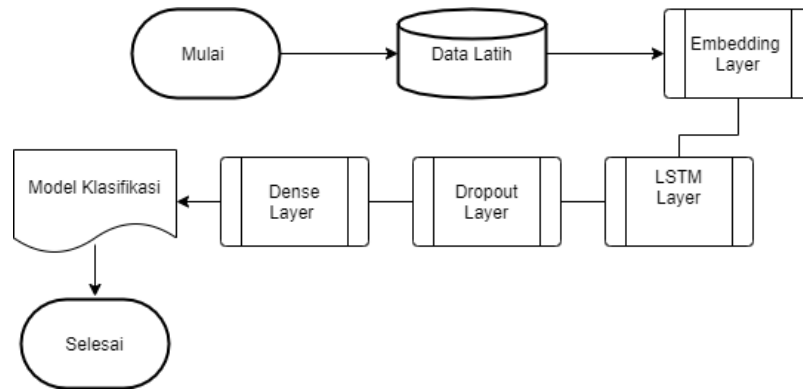 Mulai
Data Latih
Embedding
Layer
LSTM
Layer
Dropout
Layer
Dense
Layer
Model Klasifikasi
Selesai